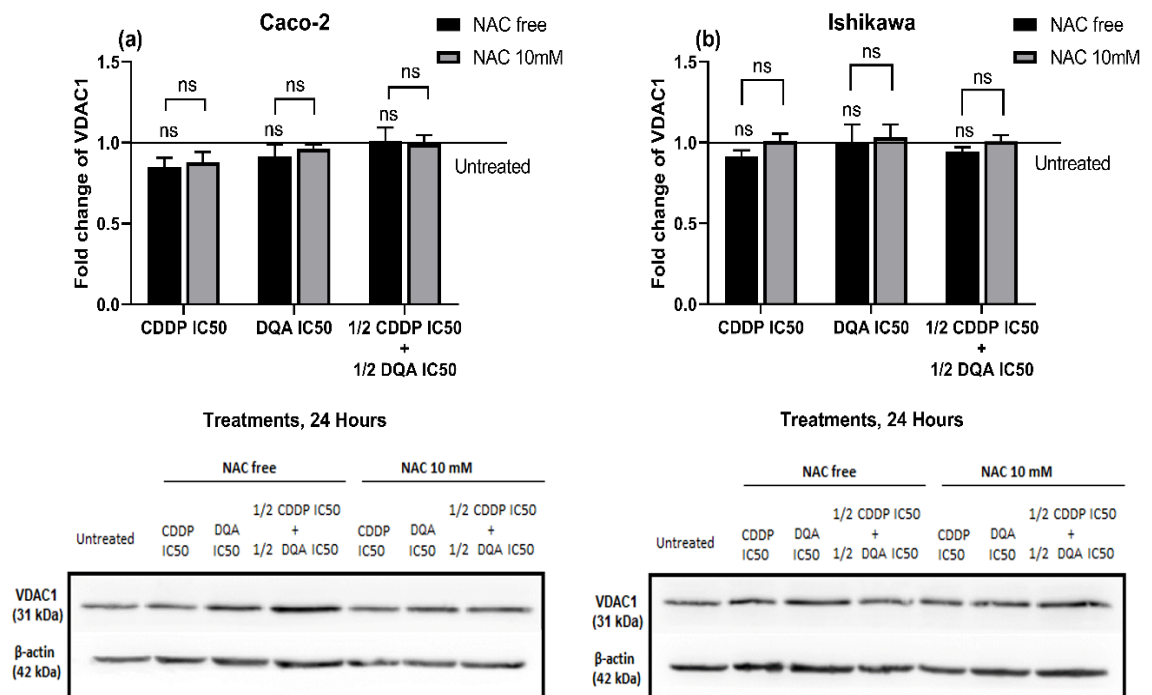 Caco-2
(a)
NAC free
NAC 10mM
Fold change of VDAC1
1.5
1.0
0.5
0.0
ns
ns
ns
ns
ns
ns
Untreated
CDDP IC50
DQA IC50
1/2 CDDP IC50
+
1/2 DQA IC50
Treatments, 24 Hours
NAC free
NAC 10 mM
Untreated
CDDP
IC50
DQA
IC50
1/2 CDDP IC50
+
1/2 DQA IC50
CDDP
IC50
DQA
IC50
1/2 CDDP IC50
+
1/2 DQA IC50
VDAC1
(31 kDa)
β-actin
(42 kDa)
Ishikawa
(b)
NAC free
NAC 10mM
Fold change of VDAC1
1.5
1.0
0.5
0.0
ns
ns
ns
ns
ns
ns
Untreated
CDDP IC50
DQA IC50
1/2 CDDP IC50
+
1/2 DQA IC50
Treatments, 24 Hours
NAC free
NAC 10 mM
Untreated
CDDP
IC50
DQA
IC50
1/2 CDDP IC50
+
1/2 DQA IC50
CDDP
IC50
DQA
IC50
1/2 CDDP IC50
+
1/2 DQA IC50
VDAC1
(31 kDa)
β-actin
(42 kDa)